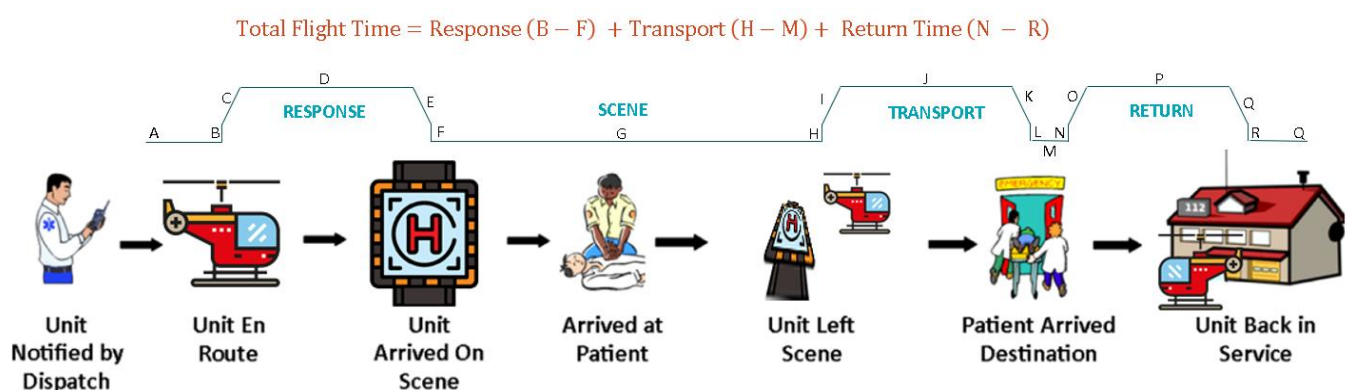 Total Flight Time = Response (B − F) + Transport (H − M) + Return Time (N − R)
D J P
C E I K O Q
RESPONSE SCENE TRANSPORT RETURN
A B F G H L N R Q
M
EMERGENCY
112
Unit Notified by Dispatch
Unit En Route
Unit Arrived On Scene
Arrived at Patient
Unit Left Scene
Patient Arrived Destination
Unit Back in Service